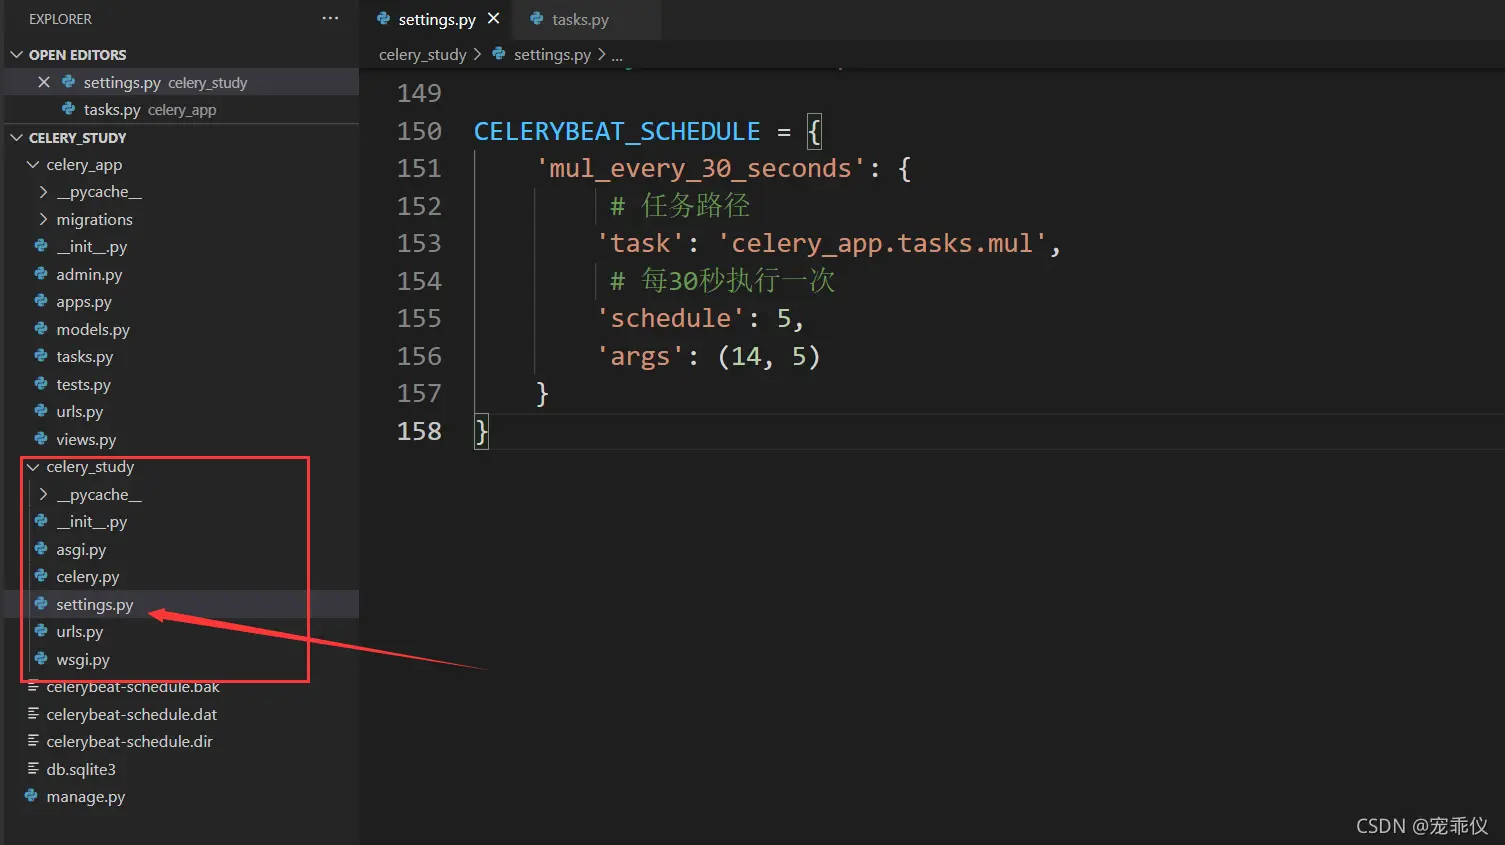 EXPLORER
···
OPEN EDITORS
settings.py celery_study
tasks.py celery_app
CELERY_STUDY
celery_app
__pycache__
migrations
__init__.py
admin.py
apps.py
models.py
tasks.py
tests.py
urls.py
views.py
celery_study
__pycache__
__init__.py
asgi.py
celery.py
settings.py
urls.py
wsgi.py
celerybeat-schedule.bak
celerybeat-schedule.dat
celerybeat-schedule.dir
db.sqlite3
manage.py
settings.py
tasks.py
celery_study > settings.py > ...
149
150 CELERYBEAT_SCHEDULE = {
151 'mul_every_30_seconds': {
152 # 任务路径
153 'task': 'celery_app.tasks.mul',
154 # 每30秒执行一次
155 'schedule': 5,
156 'args': (14, 5)
157 }
158 }
CSDN @宠乖仪